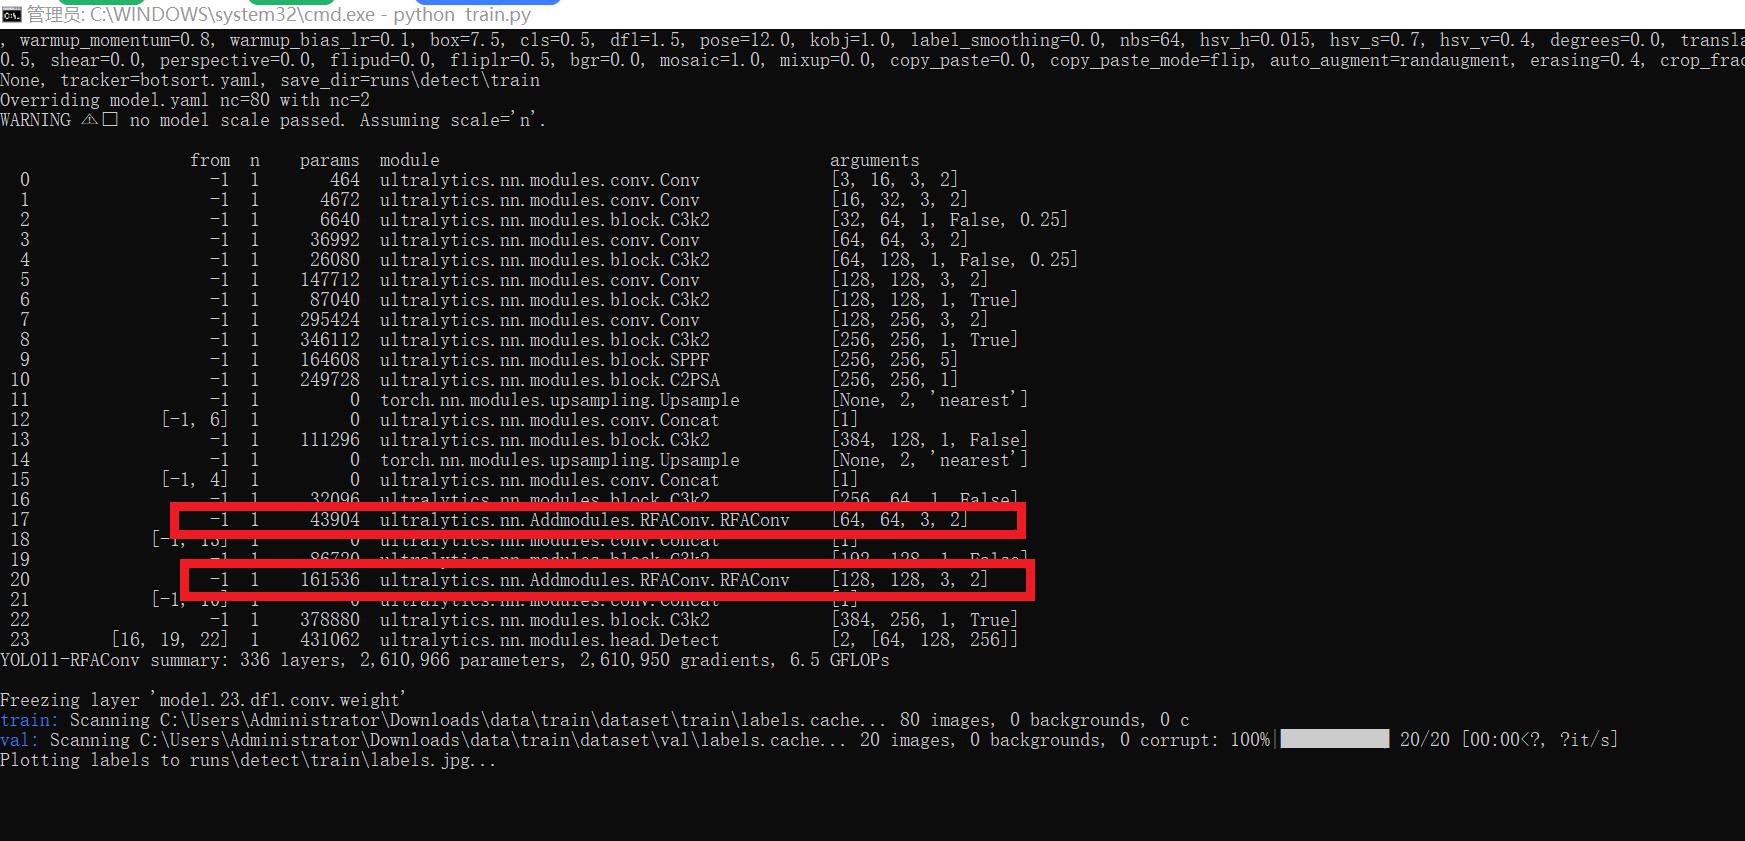 管理员: C:\WINDOWS\system32\cmd.exe - python train.py
, warmup_momentum=0.8, warmup_bias_lr=0.1, box=7.5, cls=0.5, dfl=1.5, pose=12.0, kobj=1.0, label_smoothing=0.0, nbs=64, hsv_h=0.015, hsv_s=0.7, hsv_v=0.4, degrees=0.0, transla
0.5, shear=0.0, perspective=0.0, flipud=0.0, fliplr=0.5, bgr=0.0, mosaic=1.0, mixup=0.0, copy_paste=0.0, copy_paste_mode=flip, auto_augment=randaugment, erasing=0.4, crop_frac
None, tracker=botsort.yaml, save_dir=runs\detect\train
Overriding model.yaml nc=80 with nc=2
WARNING ⚠□ no model scale passed. Assuming scale='n'.
from n params module arguments
0 -1 1 464 ultralytics.nn.modules.conv.Conv [3, 16, 3, 2]
1 -1 1 4672 ultralytics.nn.modules.conv.Conv [16, 32, 3, 2]
2 -1 1 6640 ultralytics.nn.modules.block.C3k2 [32, 64, 1, False, 0.25]
3 -1 1 36992 ultralytics.nn.modules.conv.Conv [64, 64, 3, 2]
4 -1 1 26080 ultralytics.nn.modules.block.C3k2 [64, 128, 1, False, 0.25]
5 -1 1 147712 ultralytics.nn.modules.conv.Conv [128, 128, 3, 2]
6 -1 1 87040 ultralytics.nn.modules.block.C3k2 [128, 128, 1, True]
7 -1 1 295424 ultralytics.nn.modules.conv.Conv [128, 256, 3, 2]
8 -1 1 346112 ultralytics.nn.modules.block.C3k2 [256, 256, 1, True]
9 -1 1 164608 ultralytics.nn.modules.block.SPPF [256, 256, 5]
10 -1 1 249728 ultralytics.nn.modules.block.C2PSA [256, 256, 1]
11 -1 1 0 torch.nn.modules.upsampling.Upsample [None, 2, 'nearest']
12 [-1, 6] 1 0 ultralytics.nn.modules.conv.Concat [1]
13 -1 1 111296 ultralytics.nn.modules.block.C3k2 [384, 128, 1, False]
14 -1 1 0 torch.nn.modules.upsampling.Upsample [None, 2, 'nearest']
15 [-1, 4] 1 0 ultralytics.nn.modules.conv.Concat [1]
16 -1 1 32096 ultralytics.nn.modules.block.C3k2 [256, 64, 1, False]
17 -1 1 43904 ultralytics.nn.Addmodules.RFAConv.RFAConv [64, 64, 3, 2]
18 [-1, 13] 1 0 ultralytics.nn.modules.conv.Concat [1]
19 -1 1 86720 ultralytics.nn.modules.block.C3k2 [192, 128, 1, False]
20 -1 1 161536 ultralytics.nn.Addmodules.RFAConv.RFAConv [128, 128, 3, 2]
21 [-1, 10] 1 0 ultralytics.nn.modules.conv.Concat [1]
22 -1 1 378880 ultralytics.nn.modules.block.C3k2 [384, 256, 1, True]
23 [16, 19, 22] 1 431062 ultralytics.nn.modules.head.Detect [2, [64, 128, 256]]
YOLO11-RFAConv summary: 336 layers, 2,610,966 parameters, 2,610,950 gradients, 6.5 GFLOPs
Freezing layer 'model.23.dfl.conv.weight'
train: Scanning C:\Users\Administrator\Downloads\data\train\dataset\train\labels.cache... 80 images, 0 backgrounds, 0 c
val: Scanning C:\Users\Administrator\Downloads\data\train\dataset\val\labels.cache... 20 images, 0 backgrounds, 0 corrupt: 100%|██████████| 20/20 [00:00<?, ?it/s]
Plotting labels to runs\detect\train\labels.jpg...